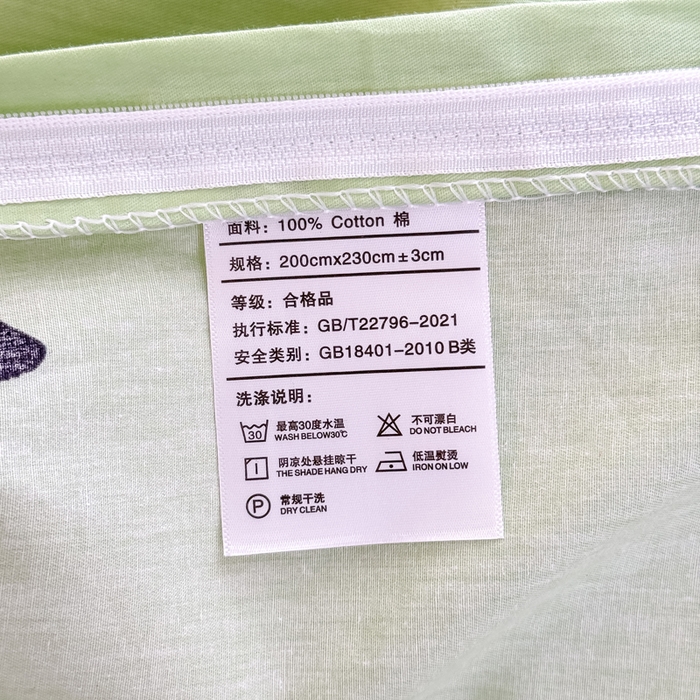 面料：100% Cotton 棉
规格：200cmx230cm±3cm
等级：合格品
执行标准：GB/T22796-2021
安全类别：GB18401-2010 B类
洗涤说明：
30 最高30度水温 不可漂白
WASH BELOW30℃ DO NOT BLEACH
阴凉处悬挂晾干 低温熨烫
THE SHADE HANG DRY IRON ON LOW
P 常规干洗
DRY CLEAN